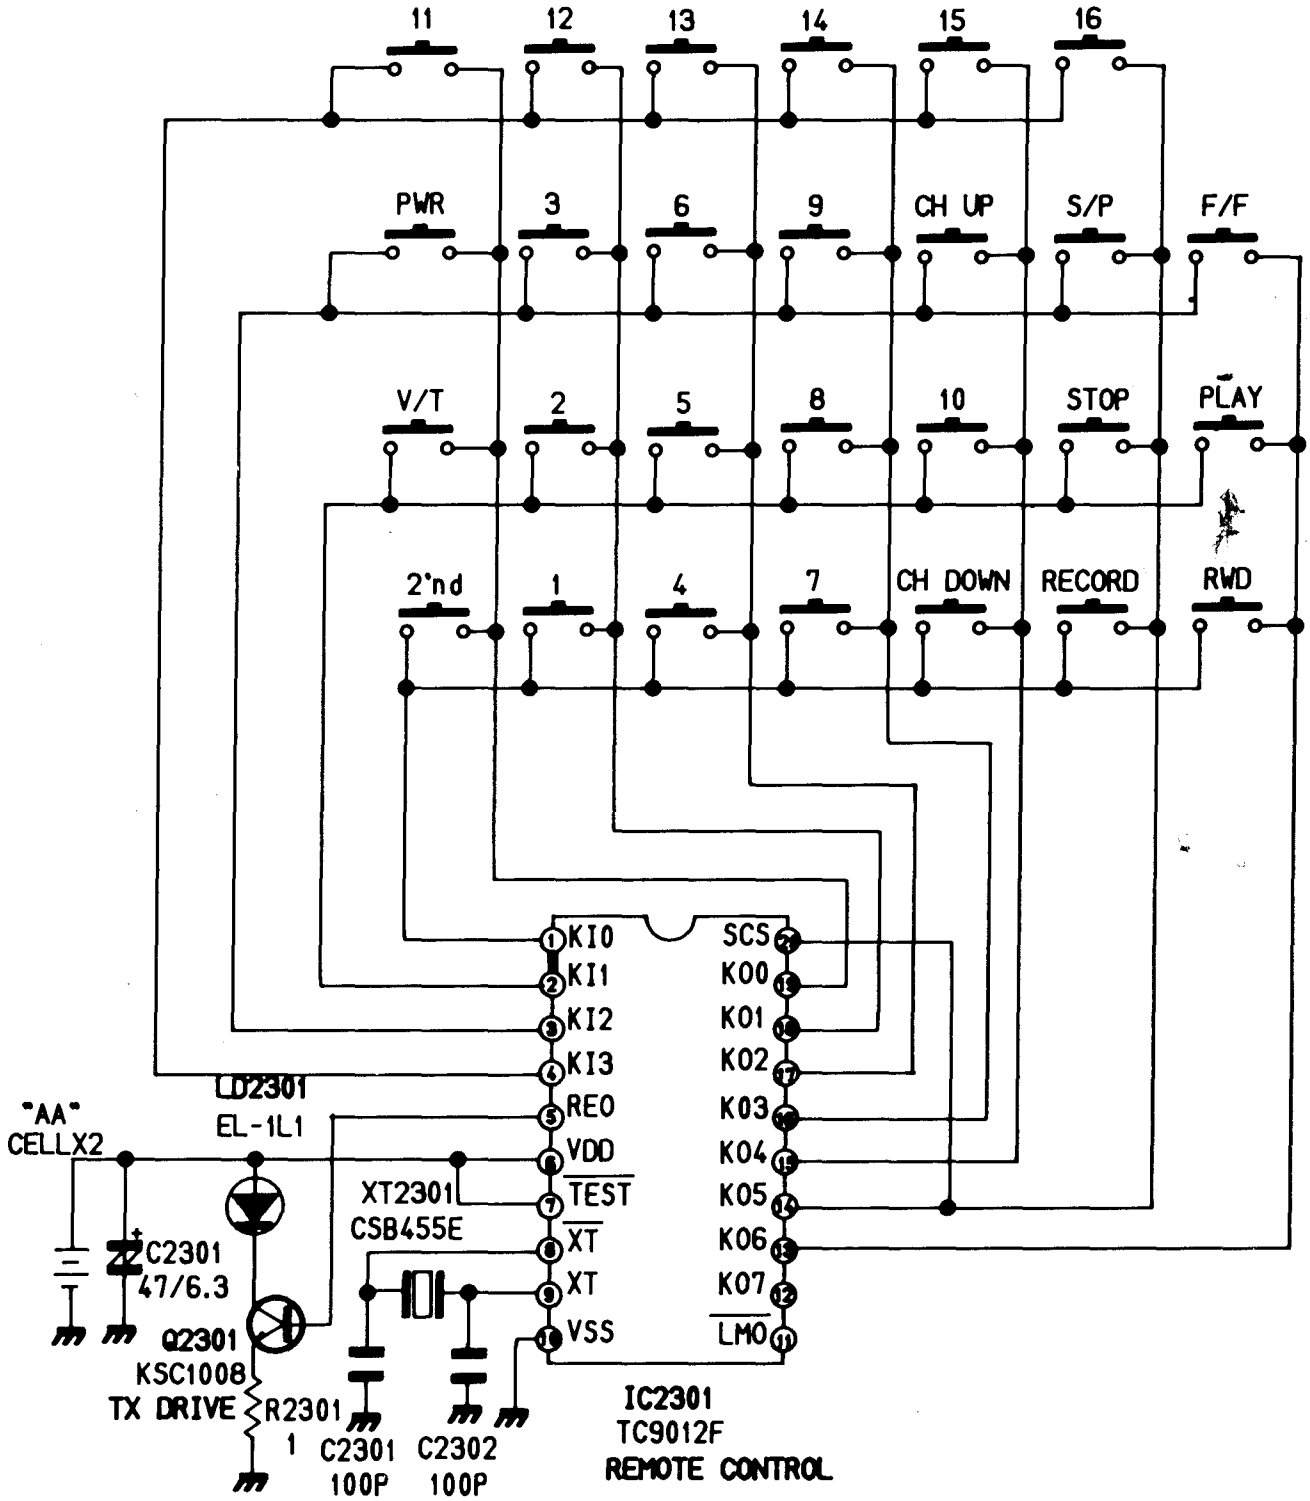 11 12 13 14 15 16
PWR 3 6 9 CH UP S/P F/F
V/T 2 5 8 10 STOP PLAY
2'nd 1 4 7 CH DOWN RECORD RWD
1 KI0 SCS 20
2 KI1 KO0 19
3 KI2 KO1 18
4 KI3 KO2 17
5 REO KO3 16
6 VDD KO4 15
7 TEST KO5 14
8 XT KO6 13
9 XT KO7 12
10 VSS LMO 11
LD2301
EL-1L1
"AA"
CELLX2
XT2301
CSB455E
+
C2301
47/6.3
Q2301
KSC1008
TX DRIVE
R2301
1
C2301
100P
C2302
100P
IC2301
TC9012F
REMOTE CONTROL